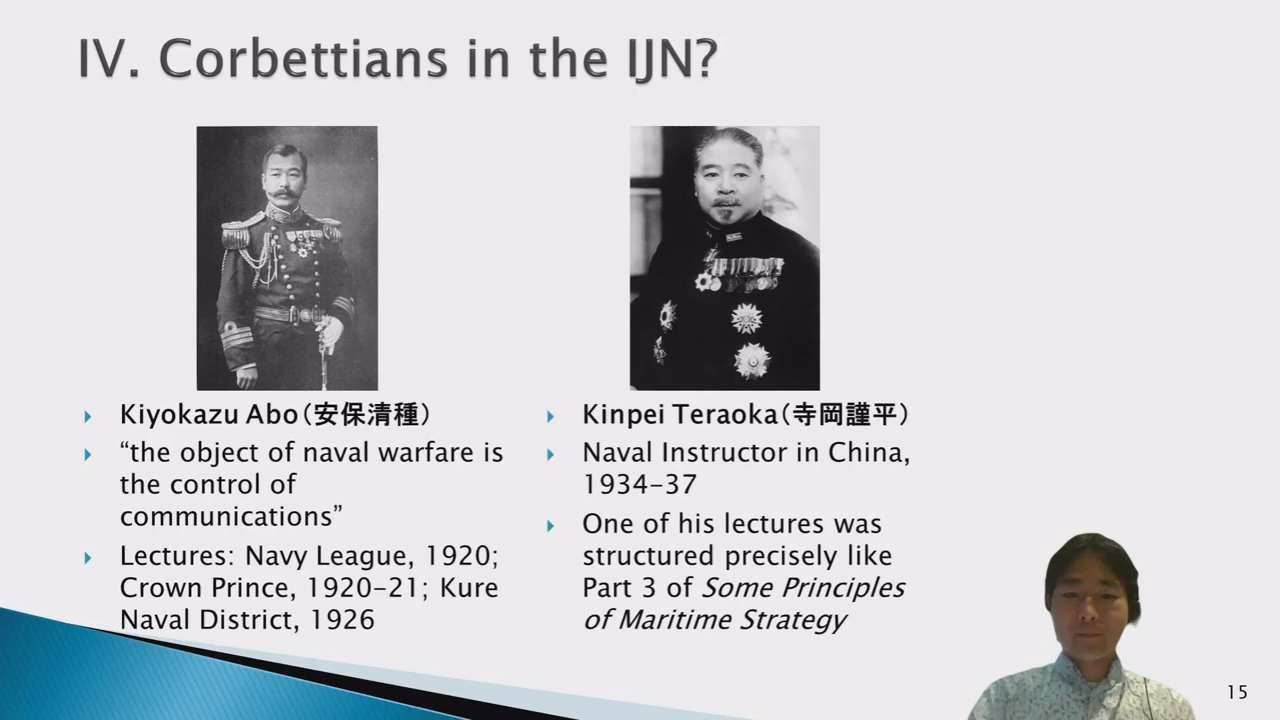 IV. Corbettians in the IJN?
Kiyokazu Abo（安保清種）
“the object of naval warfare is
the control of
communications”
Lectures: Navy League, 1920;
Crown Prince, 1920-21; Kure
Naval District, 1926
Kinpei Teraoka（寺岡謹平）
Naval Instructor in China,
1934-37
One of his lectures was
structured precisely like
Part 3 of Some Principles
of Maritime Strategy
15